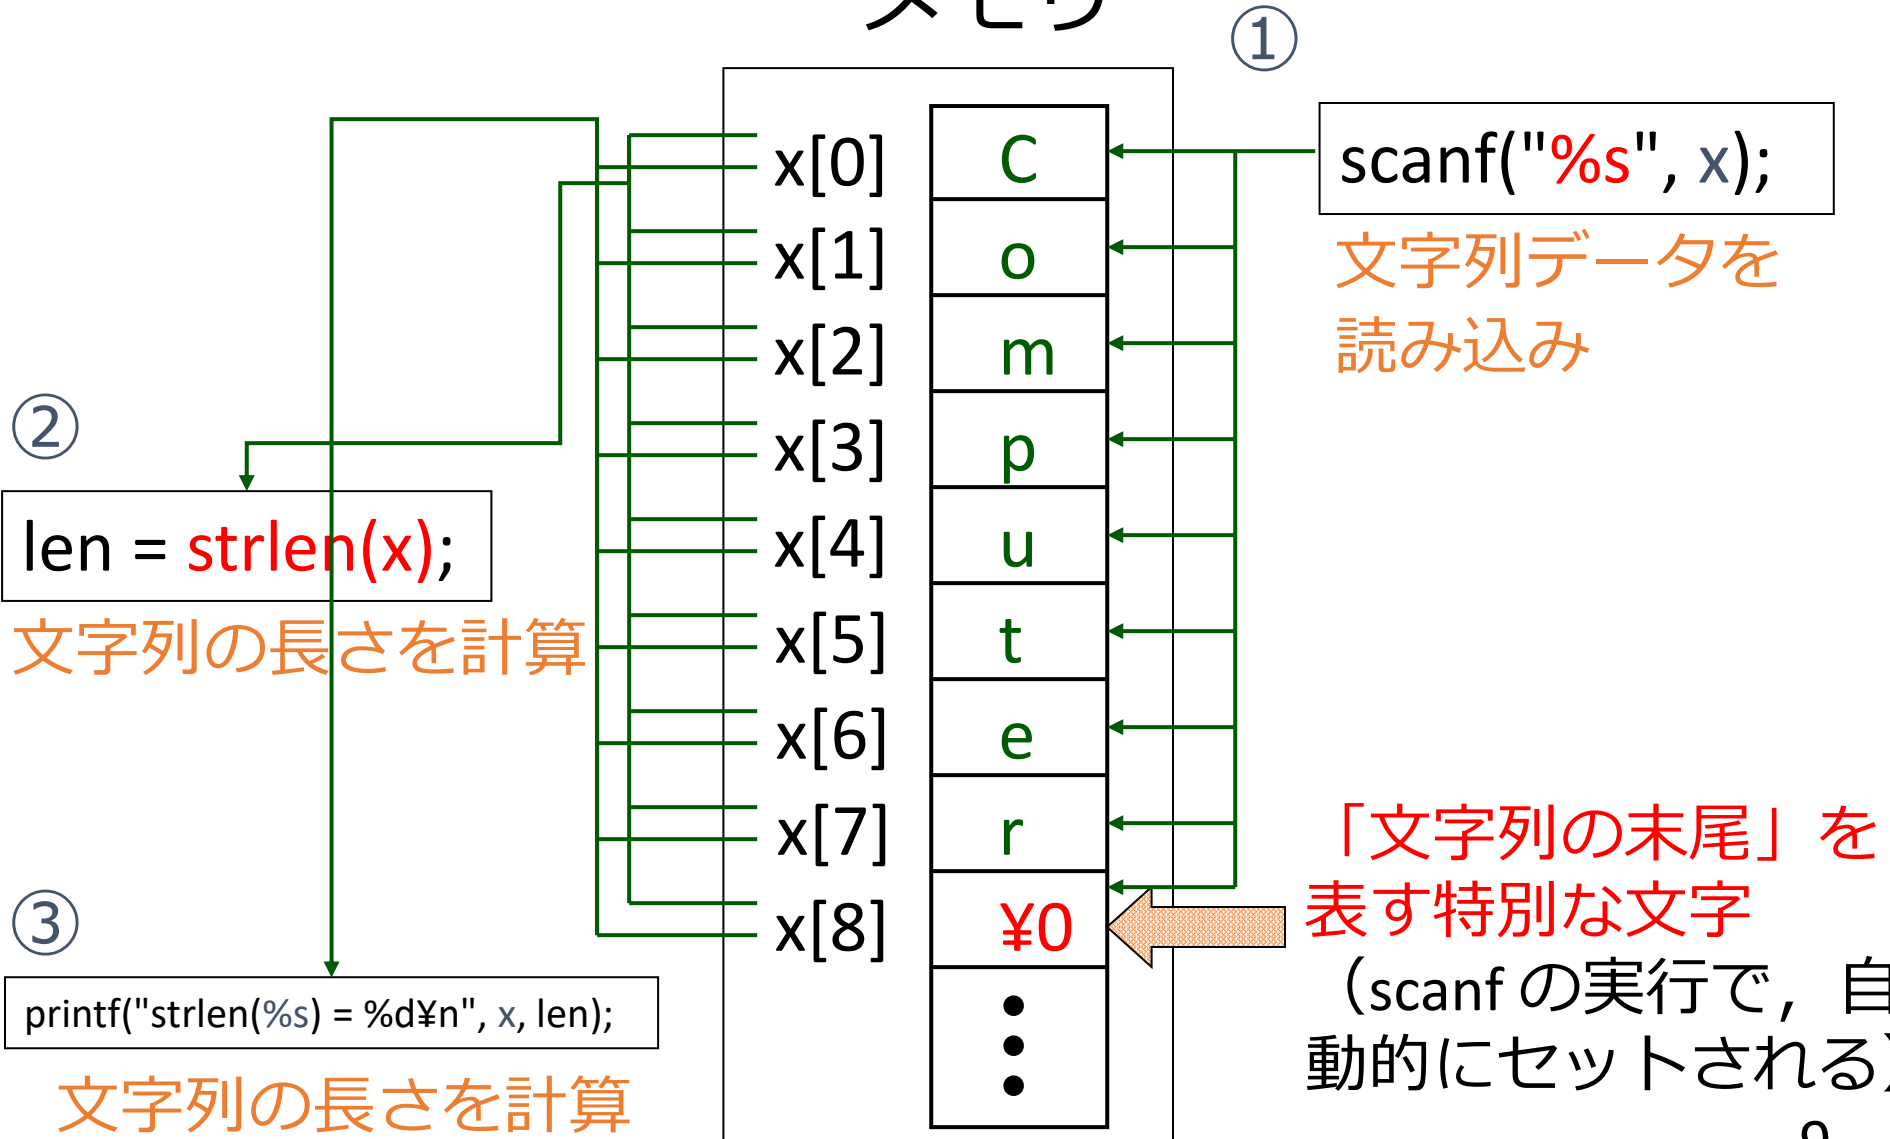 メモリ
①
scanf("%s", x);
文字列データを
読み込み
x[0] C
x[1] o
x[2] m
x[3] p
x[4] u
x[5] t
x[6] e
x[7] r
x[8] ¥0
②
len = strlen(x);
文字列の長さを計算
③
printf("strlen(%s) = %d¥n", x, len);
文字列の長さを計算
「文字列の末尾」を
表す特別な文字
（scanf の実行で，自
動的にセットされる）